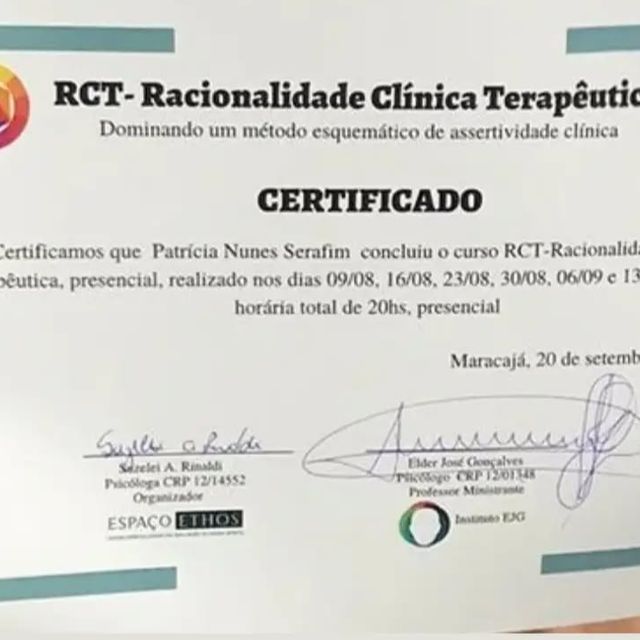 RCT- Racionalidade Clínica Terapêutic
Dominando um método esquemático de assertividade clínica
CERTIFICADO
Certificamos que Patrícia Nunes Serafim concluiu o curso RCT-Racionalida
pêutica, presencial, realizado nos dias 09/08, 16/08, 23/08, 30/08, 06/09 e 13
horária total de 20hs, presencial
Maracajá, 20 de setemb
Suzelei A. Rinaldi
Psicóloga CRP 12/14552
Organizador
ESPAÇO ETHOS
Elder José Gonçalves
Psicólogo CRP 12/01348
Professor Ministrante
Instituto EJG